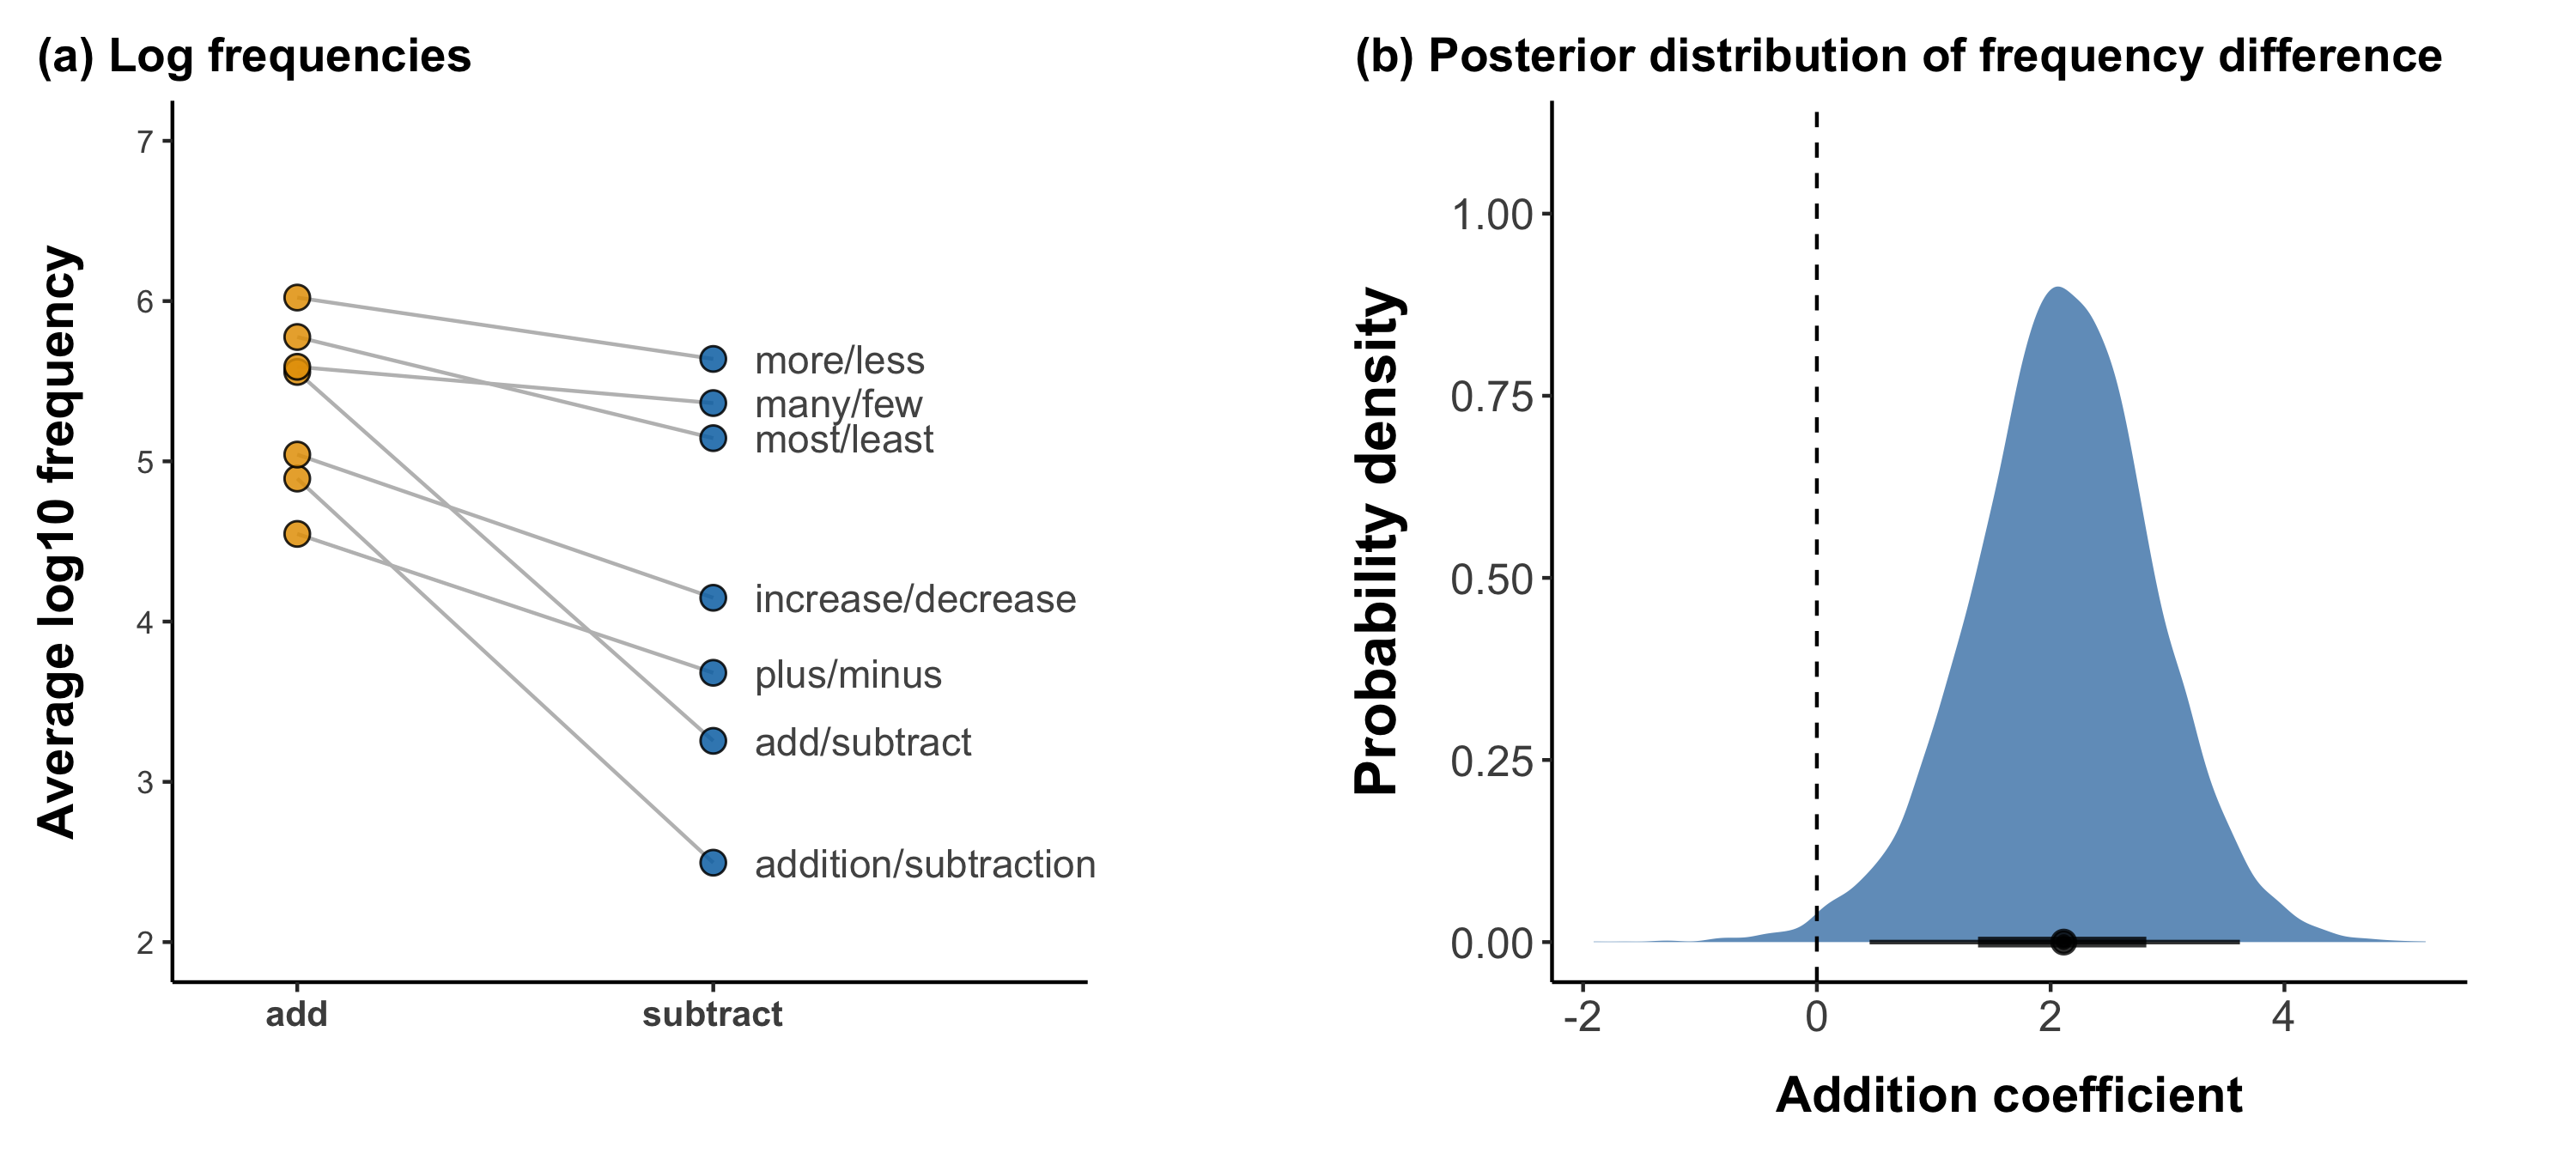 (a) Log frequencies
Average log10 frequency
7
6
5
4
3
2
more/less
many/few
most/least
increase/decrease
plus/minus
add/subtract
addition/subtraction
add
subtract
(b) Posterior distribution of frequency difference
Probability density
1.00
0.75
0.50
0.25
0.00
-2
0
2
4
Addition coefficient